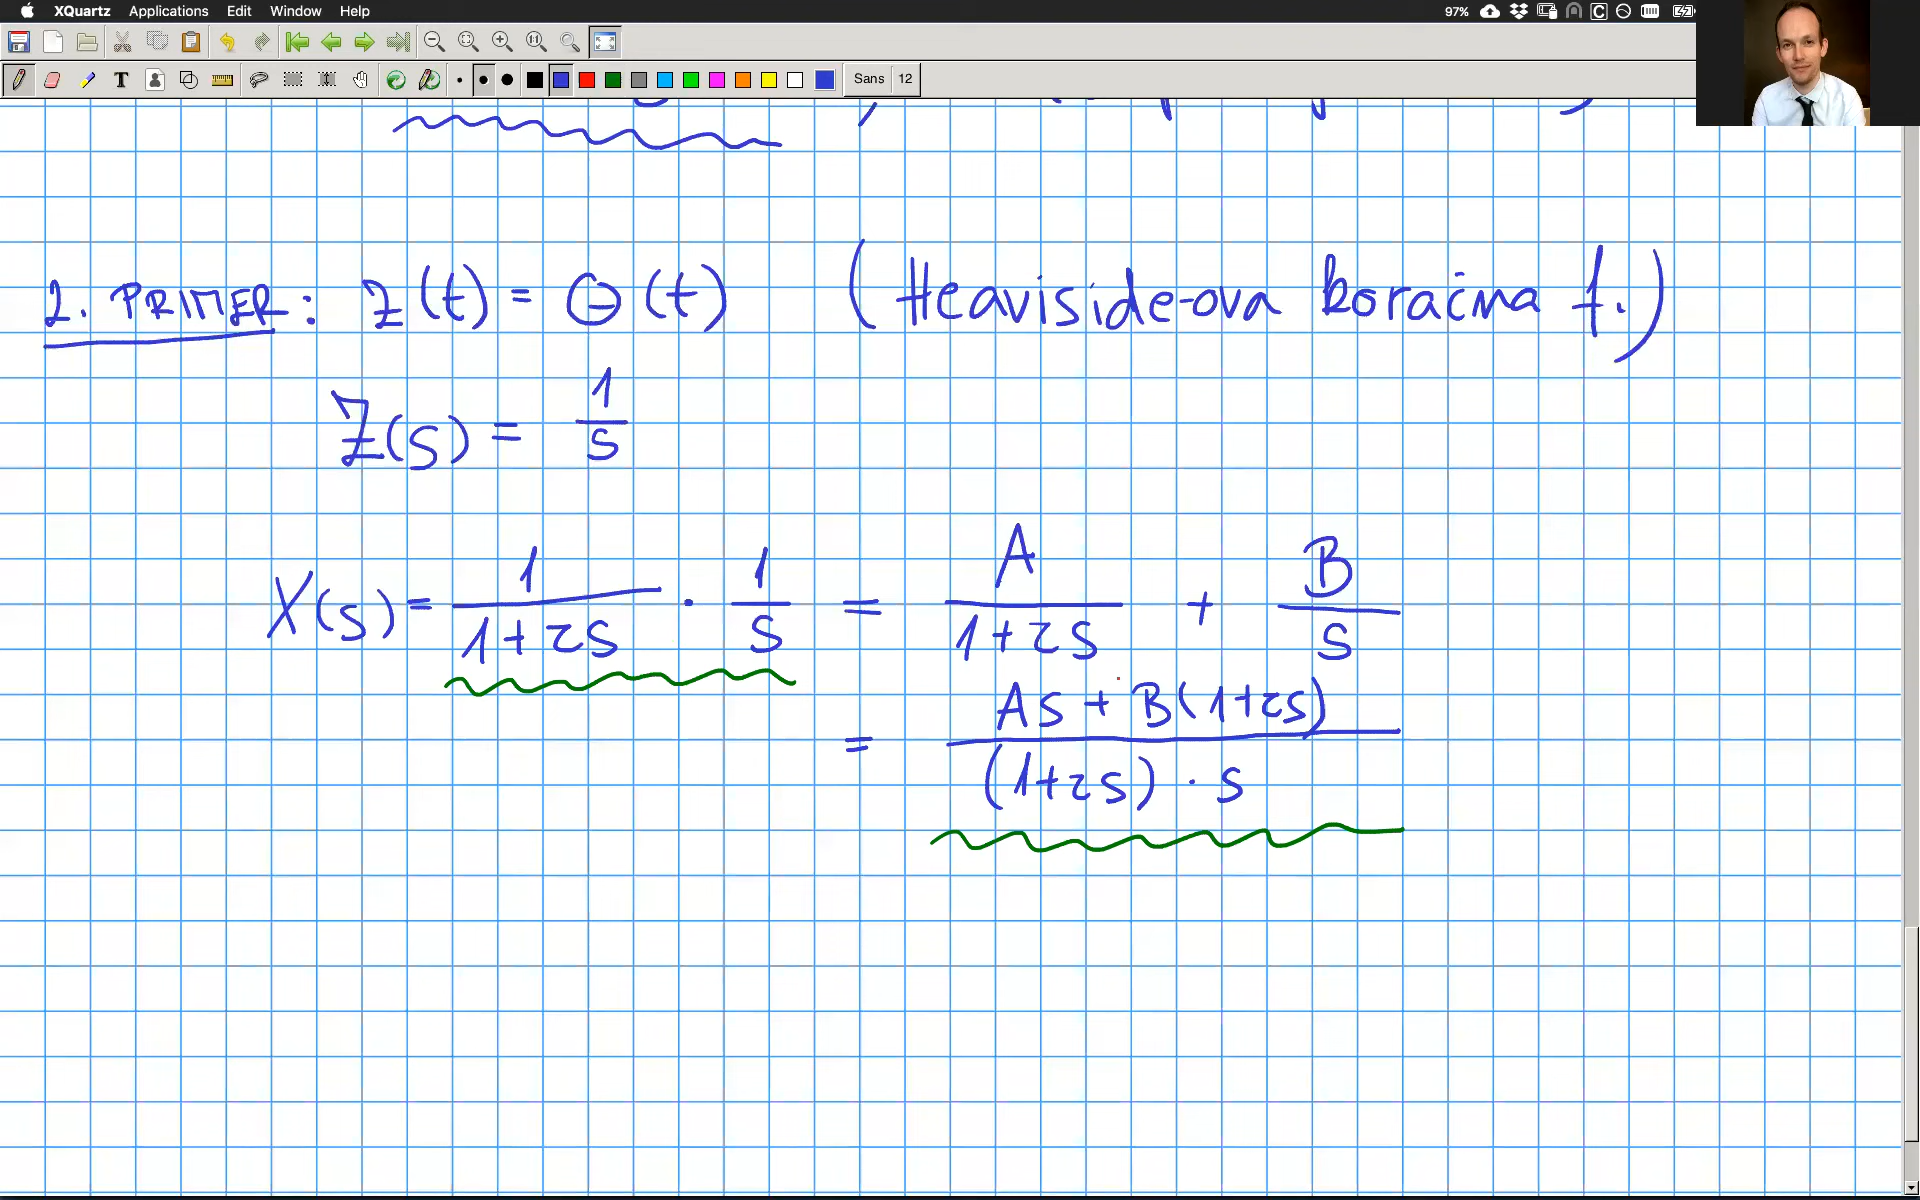 XQuartz Applications Edit Window Help 97%
Sans 12
2. PRIMER: z(t) = Θ(t) (Heaviside-ova koračna f.)
Z(s) = 1/s
X(s) = 1/(1+τs) · 1/s = A/(1+τs) + B/s
= (As + B(1+τs))/((1+τs) · s)